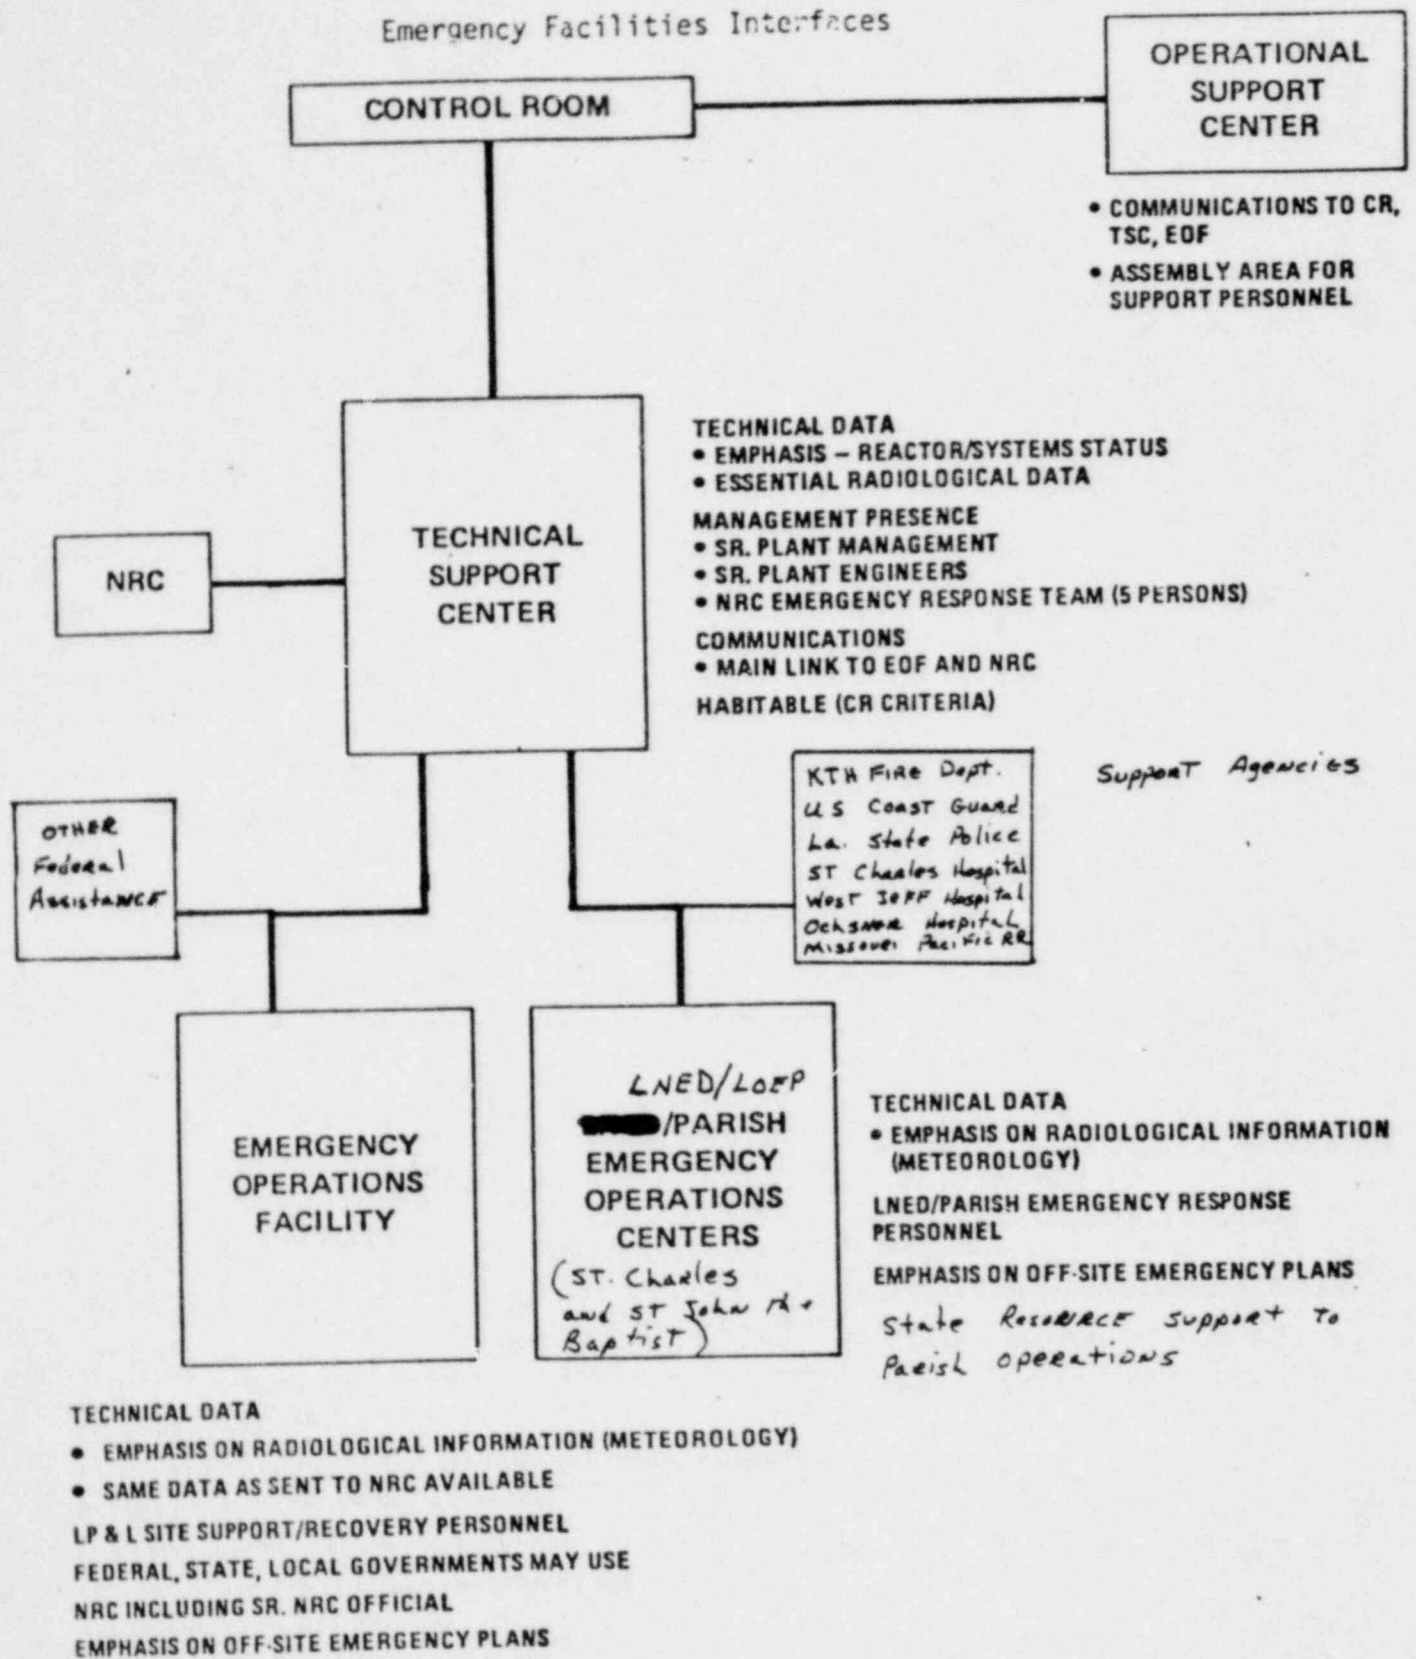 Emergency Facilities Interfaces
CONTROL ROOM
OPERATIONAL
SUPPORT
CENTER
• COMMUNICATIONS TO CR,
TSC, EOF
• ASSEMBLY AREA FOR
SUPPORT PERSONNEL
TECHNICAL DATA
• EMPHASIS – REACTOR/SYSTEMS STATUS
• ESSENTIAL RADIOLOGICAL DATA
MANAGEMENT PRESENCE
• SR. PLANT MANAGEMENT
• SR. PLANT ENGINEERS
• NRC EMERGENCY RESPONSE TEAM (5 PERSONS)
COMMUNICATIONS
• MAIN LINK TO EOF AND NRC
HABITABLE (CR CRITERIA)
NRC
TECHNICAL
SUPPORT
CENTER
OTHER
Federal
Assistance
KTH Fire Dept.
US Coast Guard
La. State Police
ST Charles Hospital
West Jeff Hospital
Ochsner Hospital
Missouri Pacific RR
Support Agencies
EMERGENCY
OPERATIONS
FACILITY
LNED/LOEP
/PARISH
EMERGENCY
OPERATIONS
CENTERS
(ST. Charles
and ST John the
Baptist)
TECHNICAL DATA
• EMPHASIS ON RADIOLOGICAL INFORMATION
(METEOROLOGY)
LNED/PARISH EMERGENCY RESPONSE
PERSONNEL
EMPHASIS ON OFF-SITE EMERGENCY PLANS
State Resource support To
Parish operations
TECHNICAL DATA
• EMPHASIS ON RADIOLOGICAL INFORMATION (METEOROLOGY)
• SAME DATA AS SENT TO NRC AVAILABLE
LP & L SITE SUPPORT/RECOVERY PERSONNEL
FEDERAL, STATE, LOCAL GOVERNMENTS MAY USE
NRC INCLUDING SR. NRC OFFICIAL
EMPHASIS ON OFF-SITE EMERGENCY PLANS